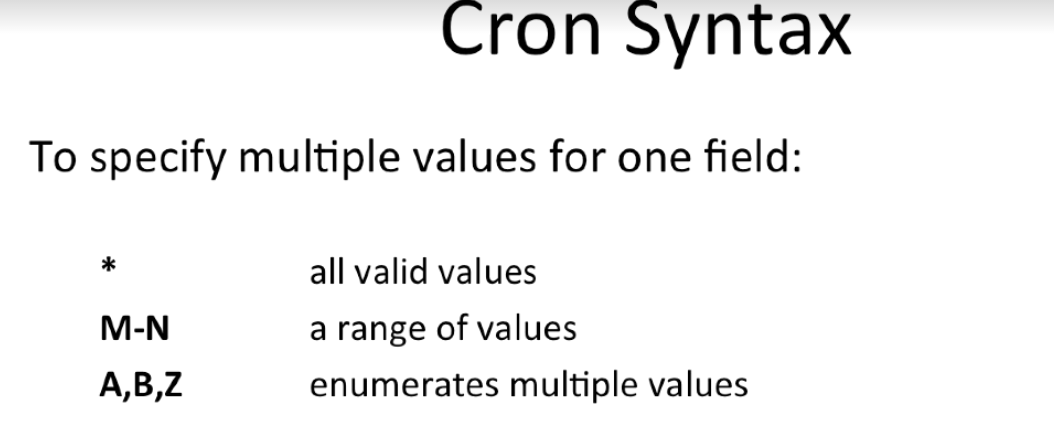 Cron Syntax
To specify multiple values for one field:
* all valid values
M-N a range of values
A,B,Z enumerates multiple values